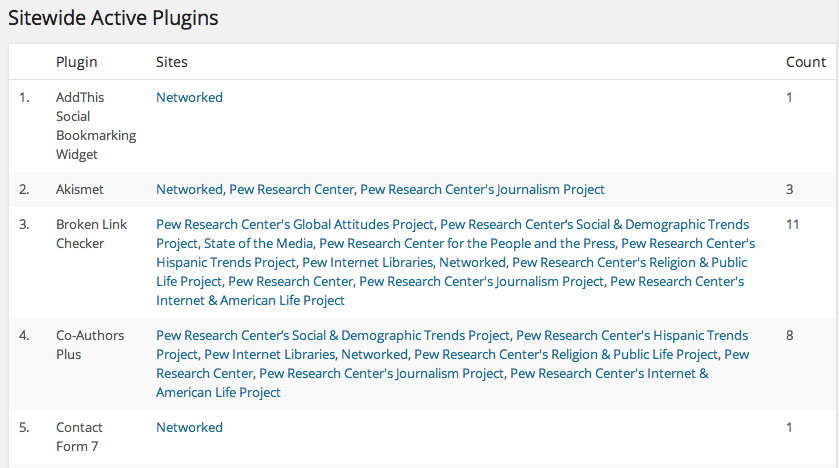 Sitewide Active Plugins
Plugin Sites Count
1. AddThis Networked 1
Social
Bookmarking
Widget
2. Akismet Networked, Pew Research Center, Pew Research Center's Journalism Project 3
3. Broken Link Pew Research Center's Global Attitudes Project, Pew Research Center’s Social & Demographic Trends 11
Checker Project, State of the Media, Pew Research Center for the People and the Press, Pew Research Center's
Hispanic Trends Project, Pew Internet Libraries, Networked, Pew Research Center's Religion & Public
Life Project, Pew Research Center, Pew Research Center's Journalism Project, Pew Research Center's
Internet & American Life Project
4. Co-Authors Pew Research Center’s Social & Demographic Trends Project, Pew Research Center's Hispanic Trends 8
Plus Project, Pew Internet Libraries, Networked, Pew Research Center's Religion & Public Life Project, Pew
Research Center, Pew Research Center's Journalism Project, Pew Research Center's Internet &
American Life Project
5. Contact Networked 1
Form 7